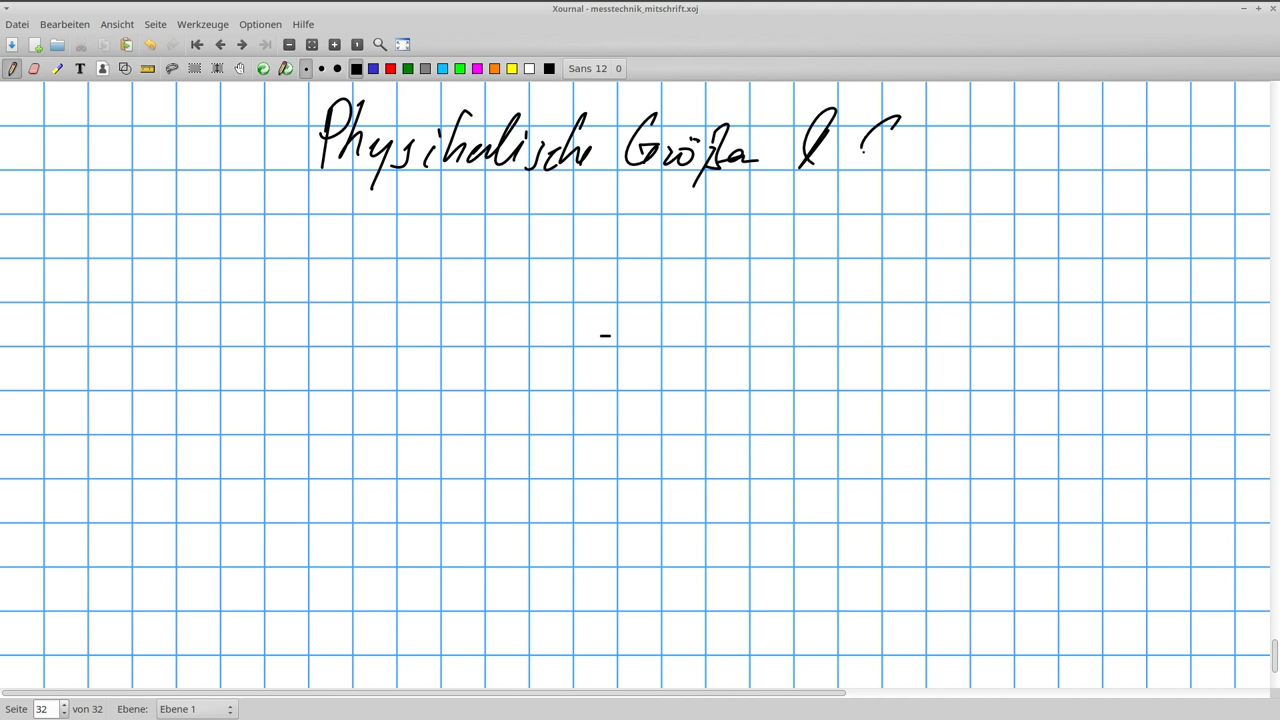 Xournal - messtechnik_mitschrift.xoj
Datei Bearbeiten Ansicht Seite Werkzeuge Optionen Hilfe
Sans 12 0
Physikalische Größe
Seite 32 von 32 Ebene: Ebene 1